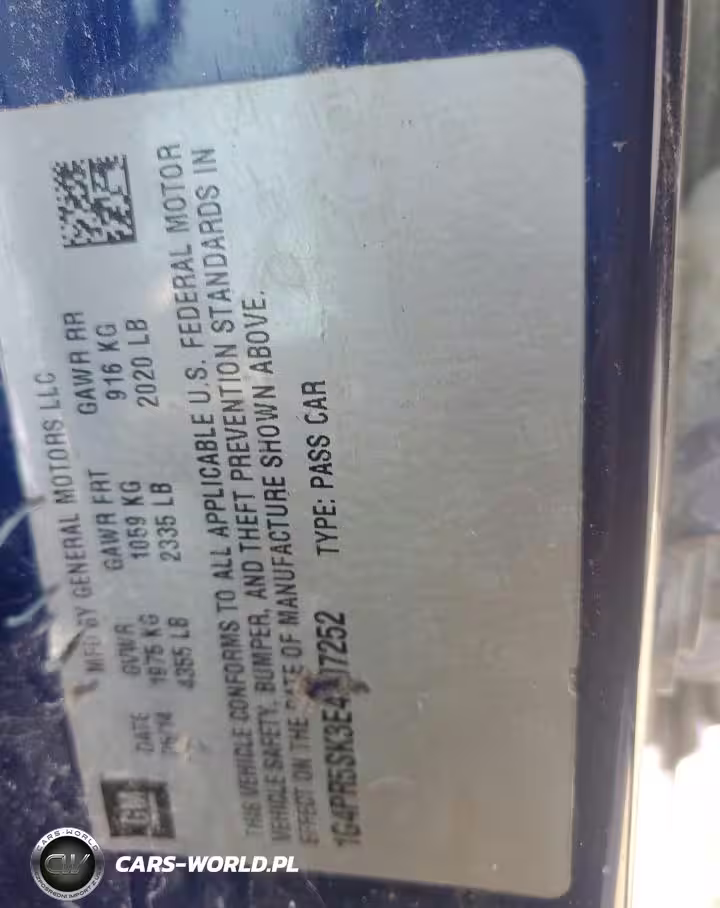 GM
MFD BY GENERAL MOTORS LLC
DATE GVWR GAWR FRT GAWR RR
1975 KG 1059 KG 916 KG
4355 LB 2335 LB 2020 LB
THIS VEHICLE CONFORMS TO ALL APPLICABLE U.S. FEDERAL MOTOR
VEHICLE SAFETY, BUMPER, AND THEFT PREVENTION STANDARDS IN
EFFECT ON THE DATE OF MANUFACTURE SHOWN ABOVE.
TYPE: PASS CAR
CARS-WORLD
CARS-WORLD.PL